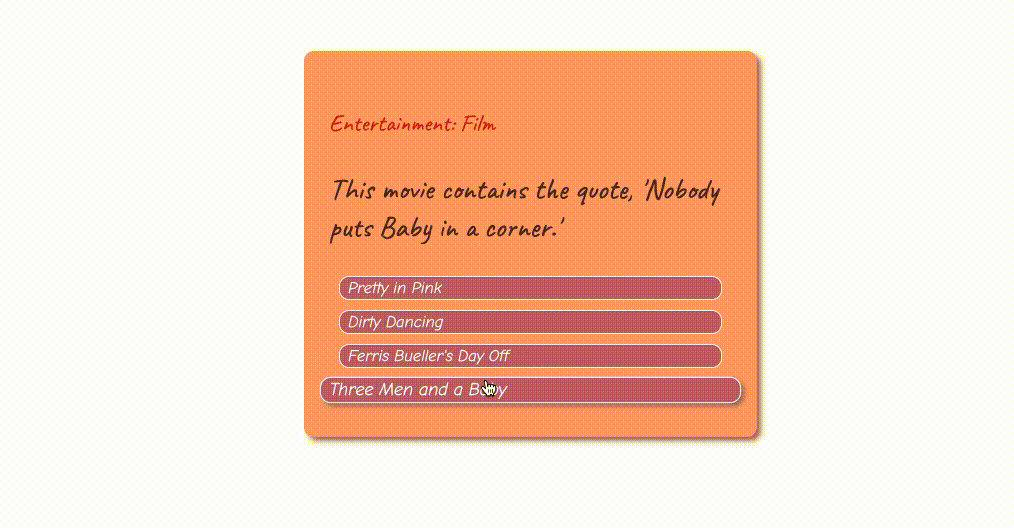 Entertainment: Film
This movie contains the quote, 'Nobody
puts Baby in a corner.'
Pretty in Pink
Dirty Dancing
Ferris Bueller's Day Off
Three Men and a Baby